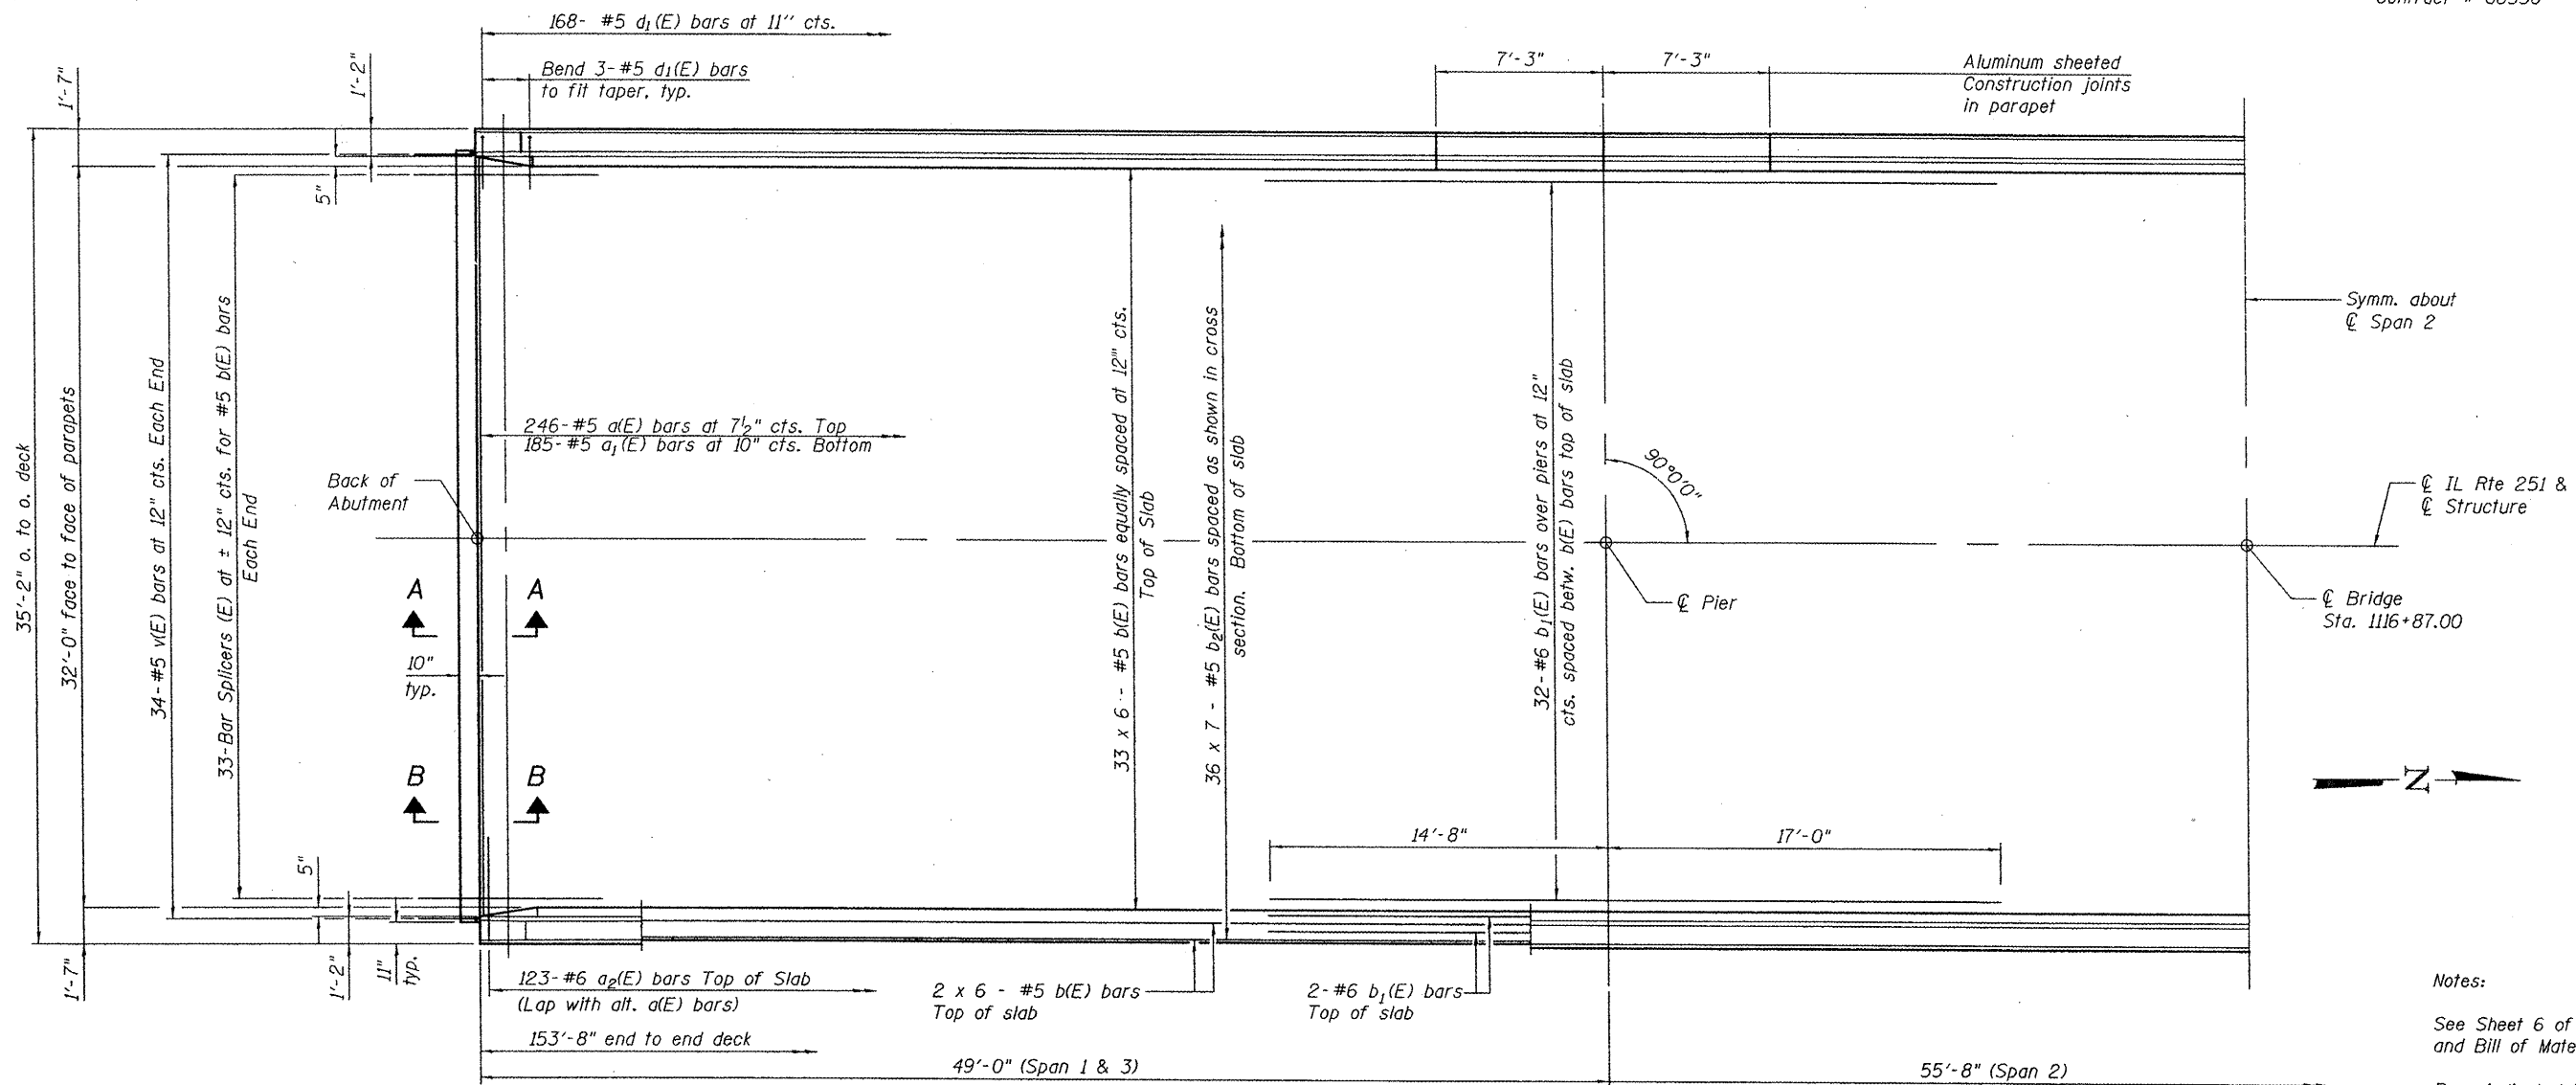 168- #5 d1(E) bars at 11" cts.
Bend 3-#5 d1(E) bars
to fit taper, typ.
1'-7"
1'-2"
5"
7'-3"
7'-3"
Aluminum sheeted
Construction joints
in parapet
35'-2" o. to o. deck
32'-0" face to face of parapets
34-#5 v(E) bars at 12" cts. Each End
33-Bar Splicers (E) at ± 12" cts. for #5 b(E) bars
Each End
Back of
Abutment
246-#5 a(E) bars at 7½" cts. Top
185-#5 a1(E) bars at 10" cts. Bottom
33 x 6 - #5 b(E) bars equally spaced at 12" cts.
Top of Slab
36 x 7 - #5 b2(E) bars spaced as shown in cross
section. Bottom of slab
32-#6 b1(E) bars over piers at 12"
cts. spaced betw. b(E) bars top of slab
90°0'0"
Symm. about
℄ Span 2
℄ IL Rte 251 &
℄ Structure
℄ Pier
℄ Bridge
Sta. 1116+87.00
A
A
10"
typ.
B
B
N
14'-8"
17'-0"
5"
1'-7"
1'-2"
11"
typ.
123-#6 a2(E) bars Top of Slab
(Lap with alt. a(E) bars)
2 x 6 - #5 b(E) bars
Top of slab
2-#6 b1(E) bars
Top of slab
153'-8" end to end deck
49'-0" (Span 1 & 3)
55'-8" (Span 2)
Notes:
See Sheet 6 of
and Bill of Mate